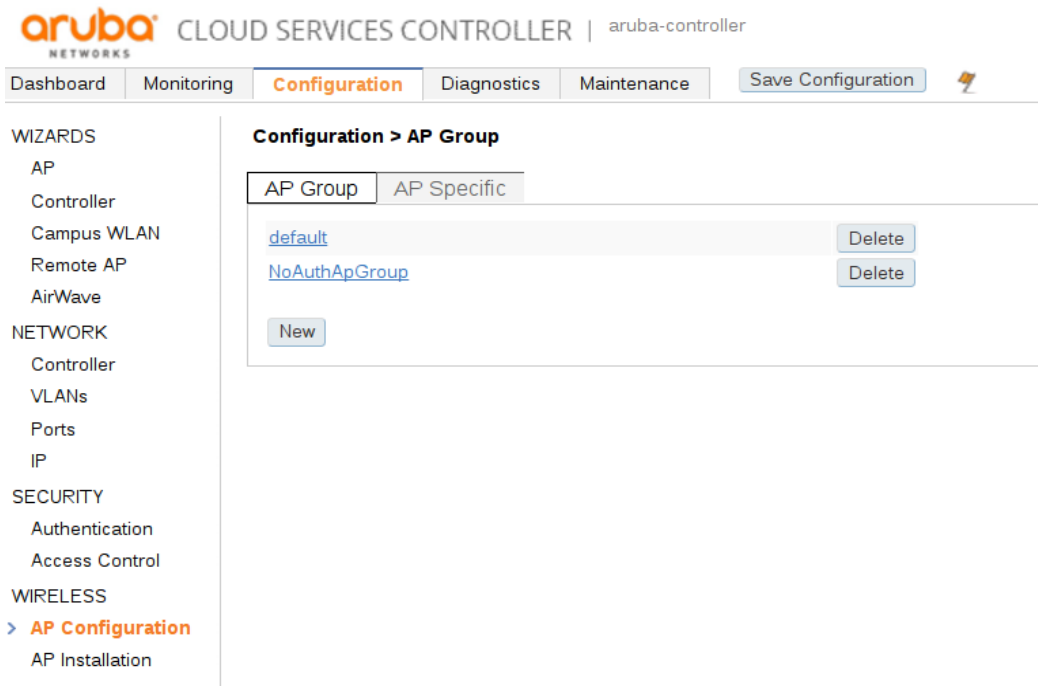 aruba NETWORKS CLOUD SERVICES CONTROLLER | aruba-controller
Dashboard Monitoring Configuration Diagnostics Maintenance Save Configuration
WIZARDS
AP
Controller
Campus WLAN
Remote AP
AirWave
NETWORK
Controller
VLANs
Ports
IP
SECURITY
Authentication
Access Control
WIRELESS
> AP Configuration
AP Installation
Configuration > AP Group
AP Group AP Specific
default Delete
NoAuthApGroup Delete
New